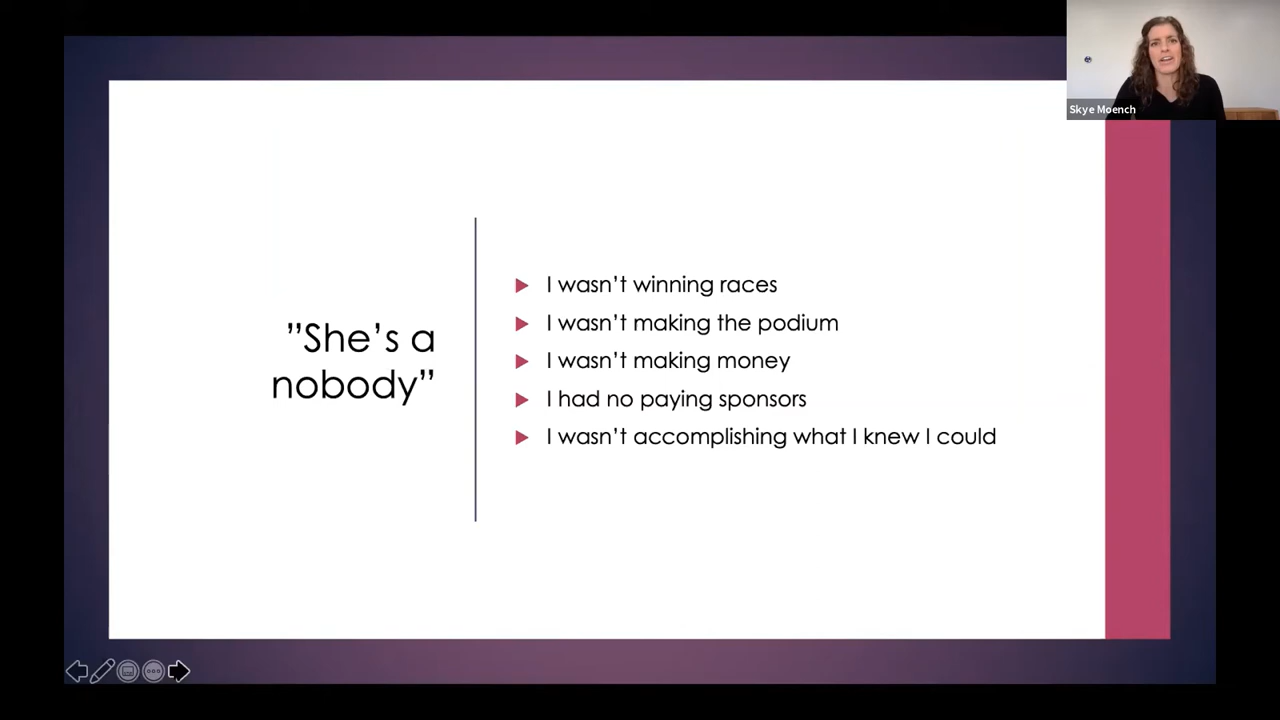 Skye Moench
”She’s a
nobody”
I wasn’t winning races
I wasn’t making the podium
I wasn’t making money
I had no paying sponsors
I wasn’t accomplishing what I knew I could